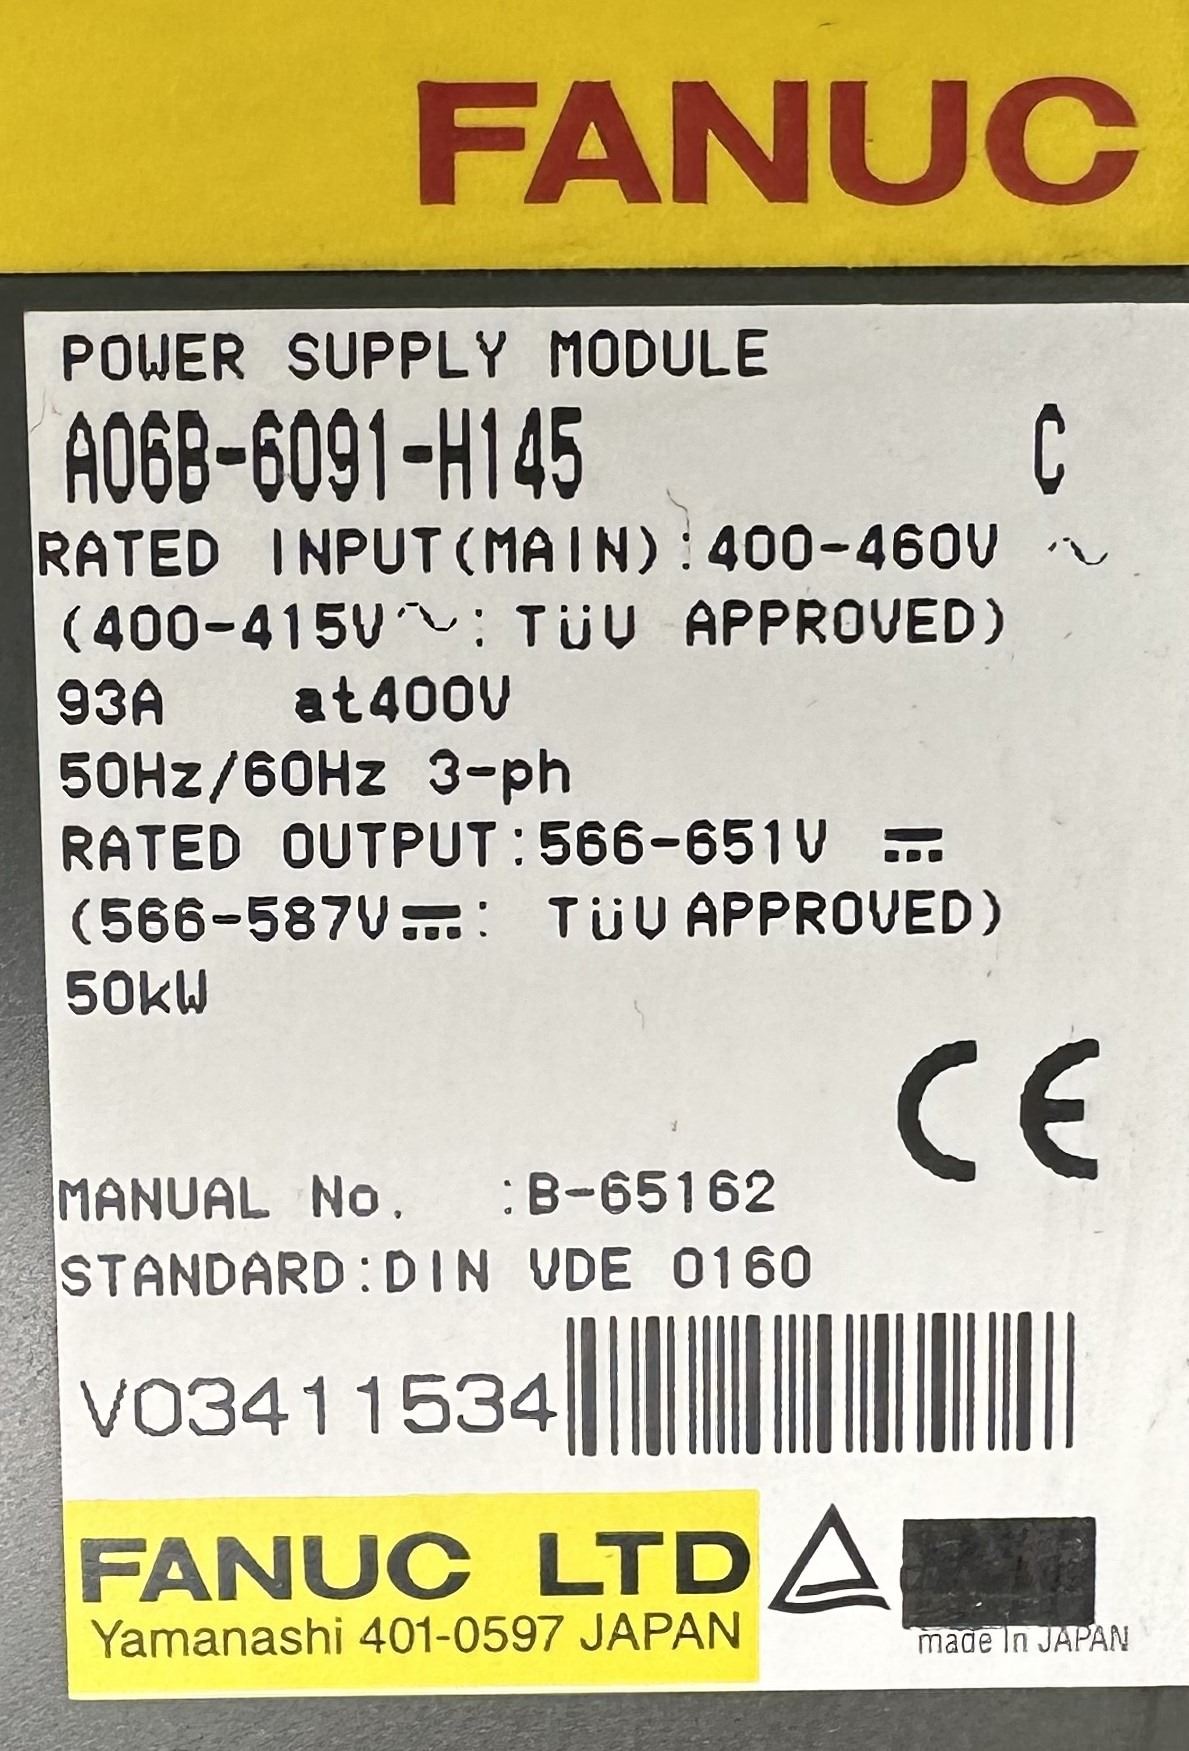 FANUC
POWER SUPPLY MODULE
A06B-6091-H145 C
RATED INPUT(MAIN):400-460V ~
(400-415V~: TüV APPROVED)
93A at400V
50Hz/60Hz 3-ph
RATED OUTPUT:566-651V ⎓
(566-587V⎓: TüV APPROVED)
50kW
CE
MANUAL No. :B-65162
STANDARD:DIN VDE 0160
V03411534
FANUC LTD
Yamanashi 401-0597 JAPAN
made In JAPAN